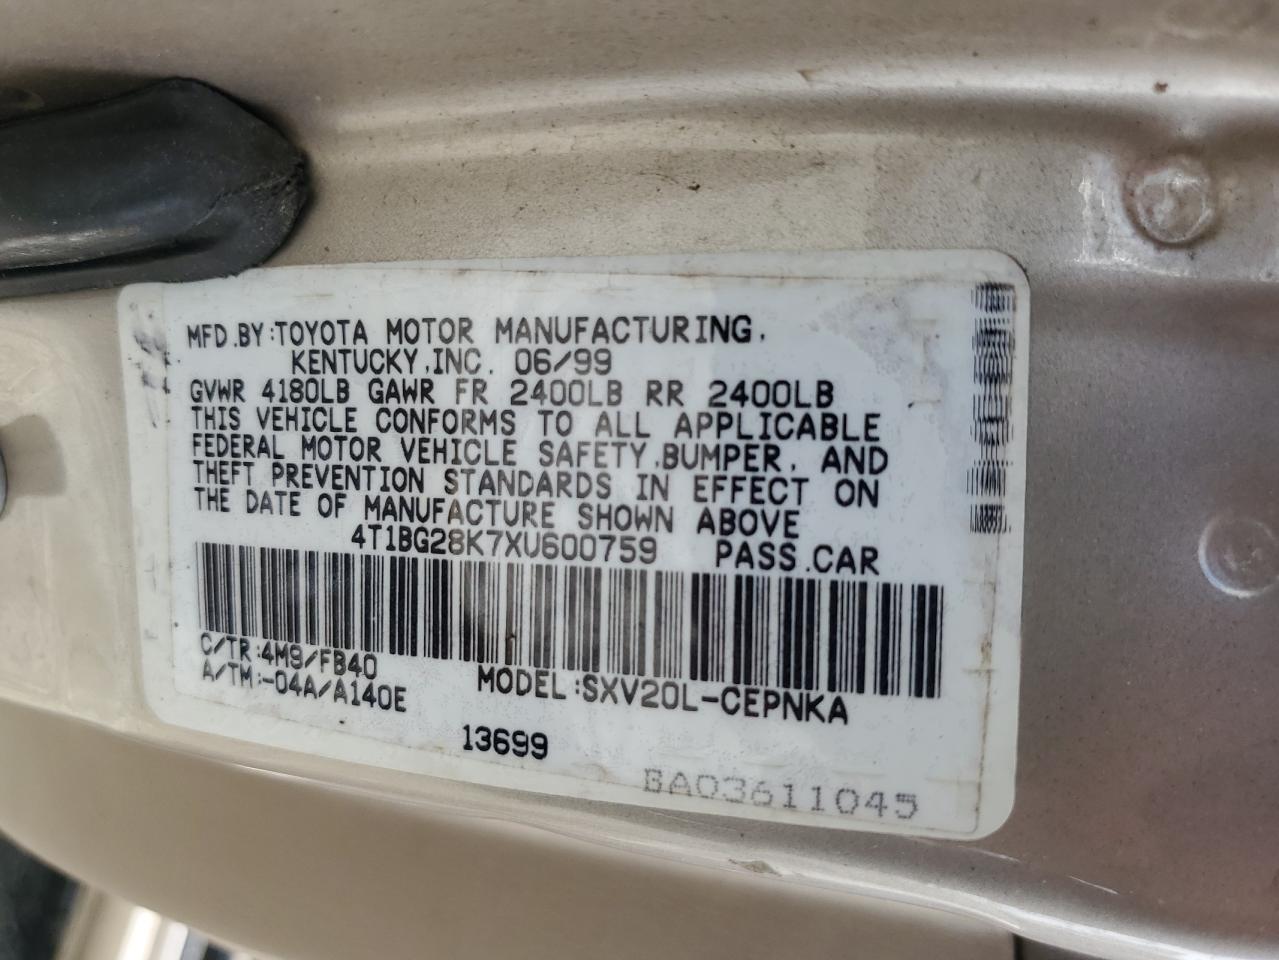 MFD.BY:TOYOTA MOTOR MANUFACTURING,
KENTUCKY,INC. 06/99
GVWR 4180LB GAWR FR 2400LB RR 2400LB
THIS VEHICLE CONFORMS TO ALL APPLICABLE
FEDERAL MOTOR VEHICLE SAFETY,BUMPER, AND
THEFT PREVENTION STANDARDS IN EFFECT ON
THE DATE OF MANUFACTURE SHOWN ABOVE
4T1BG28K7XU600759 PASS.CAR
C/TR:4M9/FB40
A/TM:-04A/A140E MODEL:SXV20L-CEPNKA
13699
BA03611045